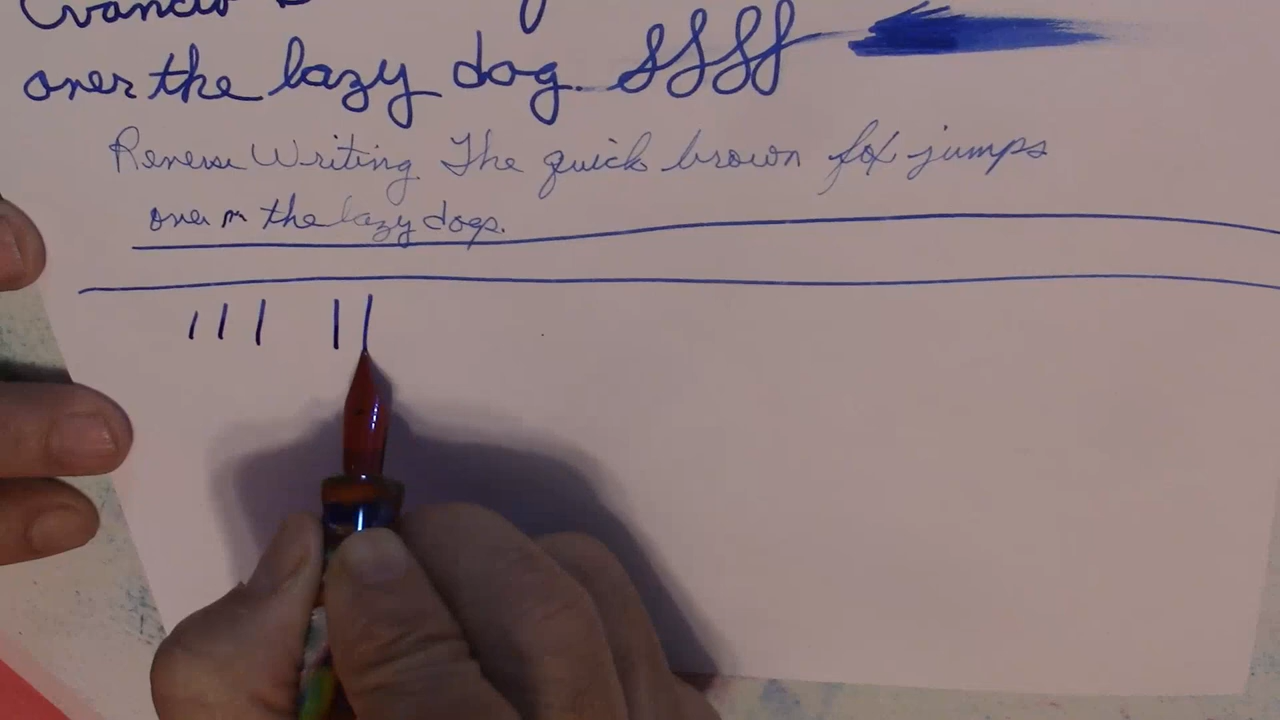 over the lazy dog. SSSS
Reverse Writing The quick brown fox jumps
over m the lazy dogs.